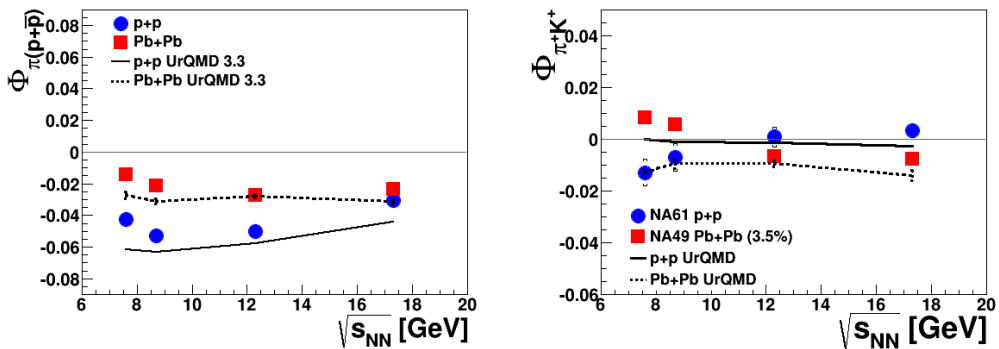 Φπ(p+p̅)
0.08
0.06
0.04
0.02
0
-0.02
-0.04
-0.06
-0.08
p+p
Pb+Pb
p+p UrQMD 3.3
Pb+Pb UrQMD 3.3
6 8 10 12 14 16 18 20
√sNN [GeV]
Φπ+K+
0.04
0.02
0
-0.02
-0.04
-0.06
NA61 p+p
NA49 Pb+Pb (3.5%)
p+p UrQMD
Pb+Pb UrQMD
6 8 10 12 14 16 18 20
√sNN [GeV]